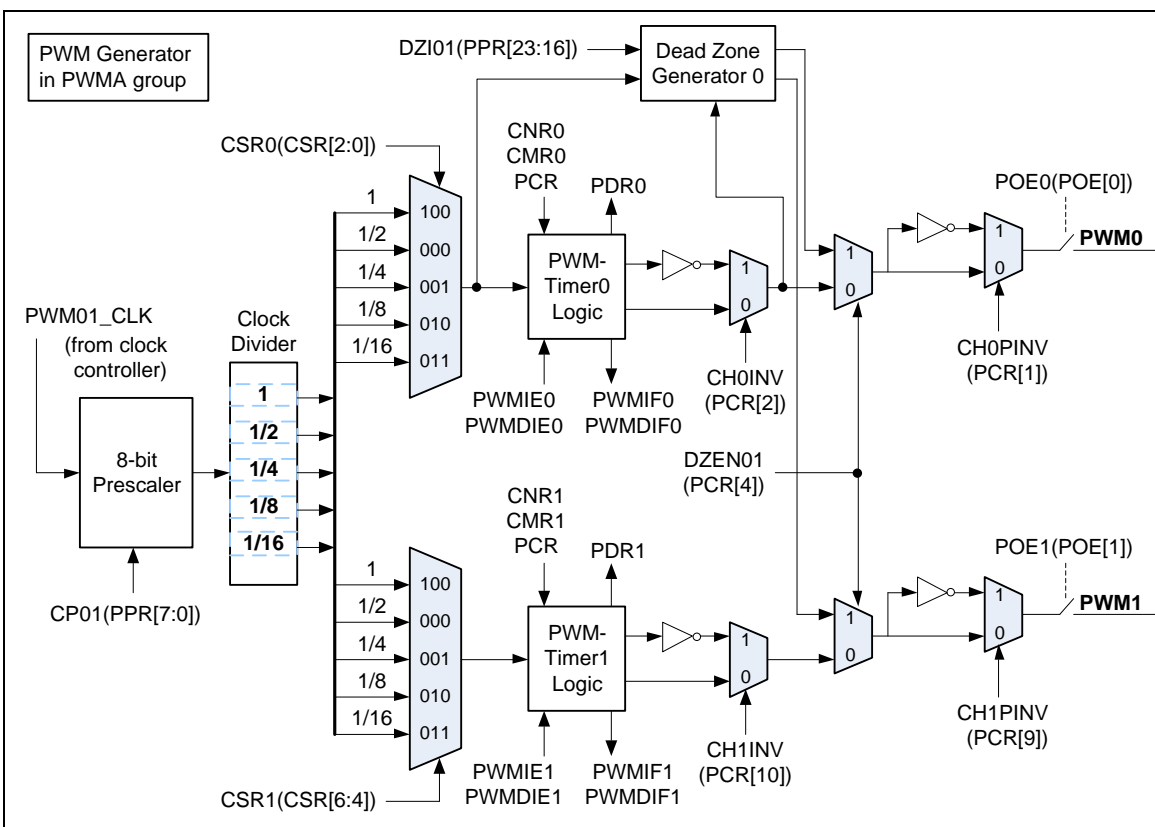 PWM Generator
in PWMA group
DZI01(PPR[23:16])
Dead Zone
Generator 0
CSR0(CSR[2:0])
CNR0
CMR0
PCR
PDR0
POE0(POE[0])
1
1/2
1/4
1/8
1/16
100
000
001
010
011
PWM-
Timer0
Logic
1
0
1
0
1
0
PWM0
PWM01_CLK
(from clock
controller)
Clock
Divider
PWMIE0
PWMDIE0
PWMIF0
PWMDIF0
CH0INV
(PCR[2])
CH0PINV
(PCR[1])
8-bit
Prescaler
1
1/2
1/4
1/8
1/16
DZEN01
(PCR[4])
CP01(PPR[7:0])
CNR1
CMR1
PCR
PDR1
POE1(POE[1])
1
1/2
1/4
1/8
1/16
100
000
001
010
011
PWM-
Timer1
Logic
1
0
1
0
1
0
PWM1
PWMIE1
PWMDIE1
PWMIF1
PWMDIF1
CH1INV
(PCR[10])
CH1PINV
(PCR[9])
CSR1(CSR[6:4])